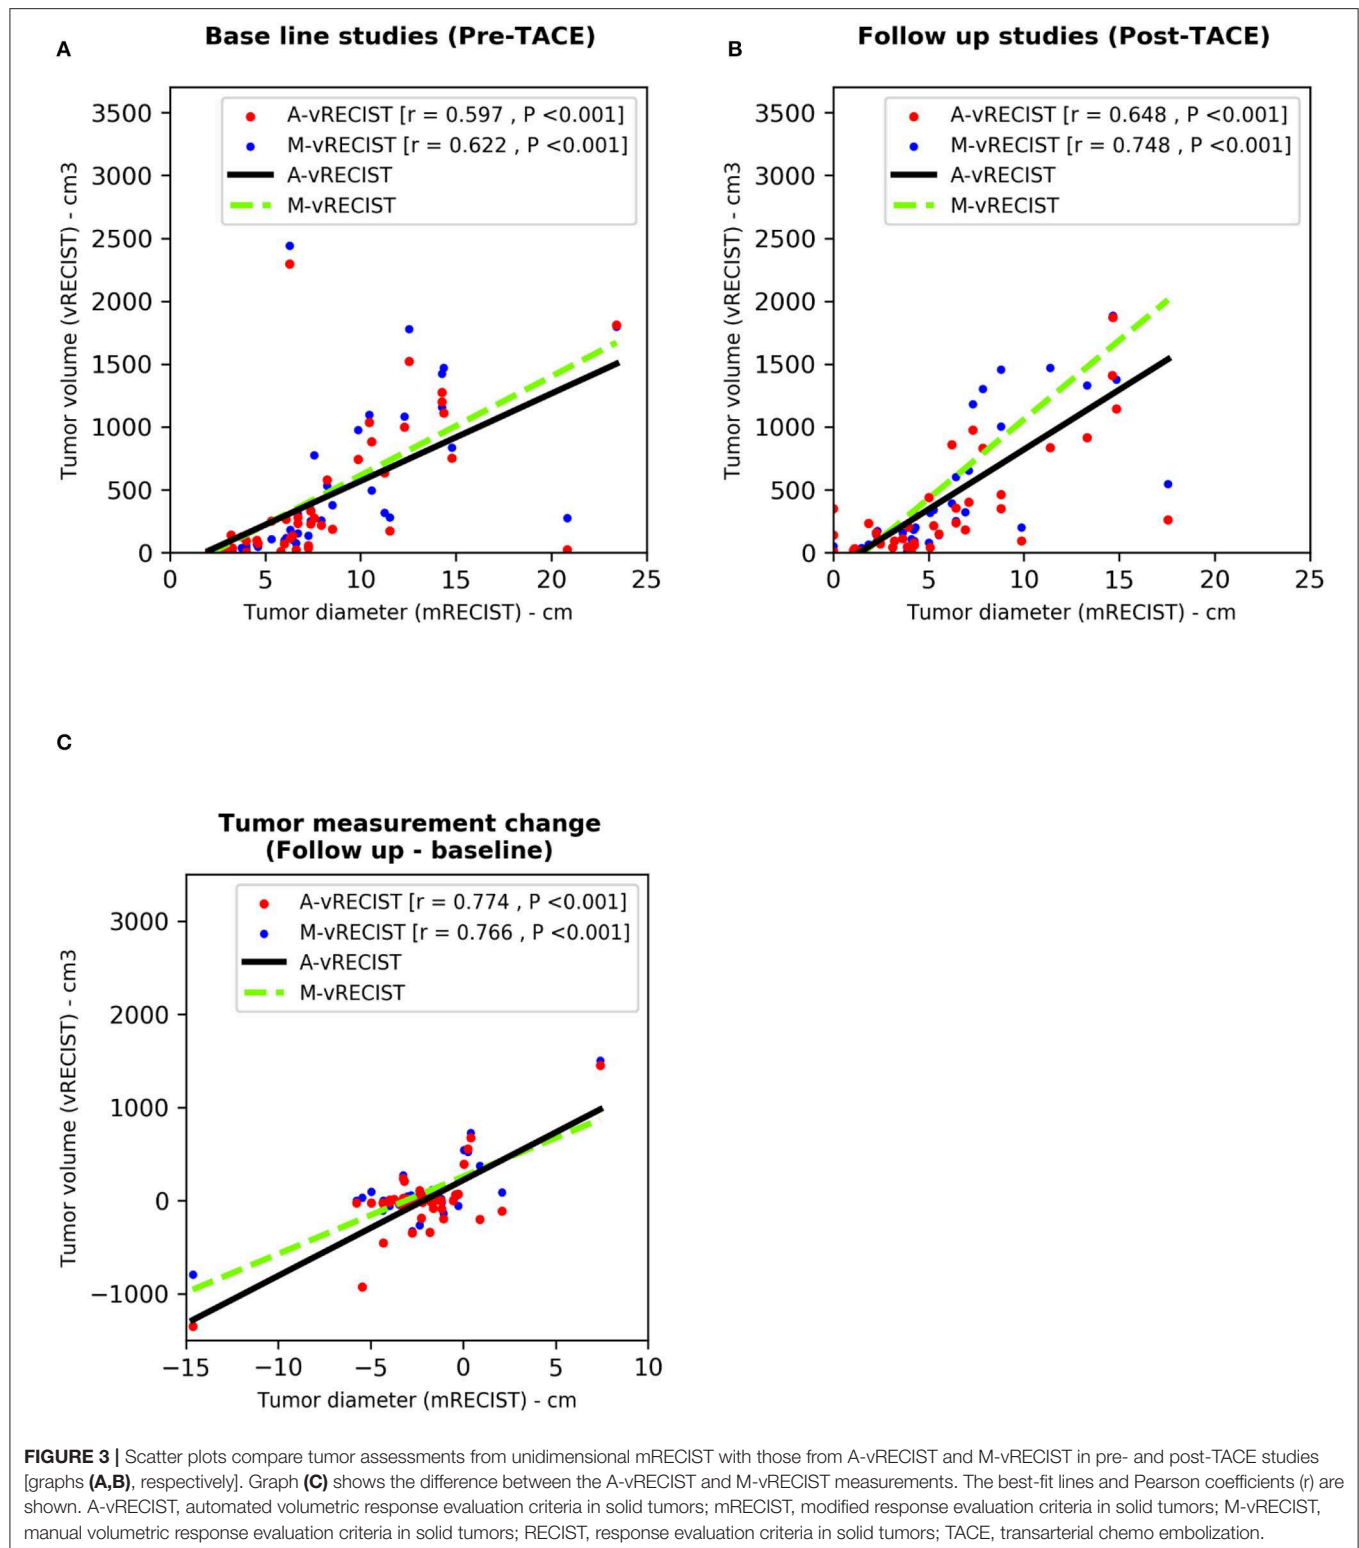 A
Base line studies (Pre-TACE)
3500
3000
2500
2000
1500
1000
500
0
Tumor volume (vRECIST) - cm3
A-vRECIST [r = 0.597 , P <0.001]
M-vRECIST [r = 0.622 , P <0.001]
A-vRECIST
M-vRECIST
0 5 10 15 20 25
Tumor diameter (mRECIST) - cm
B
Follow up studies (Post-TACE)
3500
3000
2500
2000
1500
1000
500
0
Tumor volume (vRECIST) - cm3
A-vRECIST [r = 0.648 , P <0.001]
M-vRECIST [r = 0.748 , P <0.001]
A-vRECIST
M-vRECIST
0 5 10 15 20 25
Tumor diameter (mRECIST) - cm
C
Tumor measurement change
(Follow up - baseline)
3000
2000
1000
0
−1000
Tumor volume (vRECIST) - cm3
A-vRECIST [r = 0.774 , P <0.001]
M-vRECIST [r = 0.766 , P <0.001]
A-vRECIST
M-vRECIST
−15 −10 −5 0 5 10
Tumor diameter (mRECIST) - cm
FIGURE 3 | Scatter plots compare tumor assessments from unidimensional mRECIST with those from A-vRECIST and M-vRECIST in pre- and post-TACE studies
[graphs (A,B), respectively]. Graph (C) shows the difference between the A-vRECIST and M-vRECIST measurements. The best-fit lines and Pearson coefficients (r) are
shown. A-vRECIST, automated volumetric response evaluation criteria in solid tumors; mRECIST, modified response evaluation criteria in solid tumors; M-vRECIST,
manual volumetric response evaluation criteria in solid tumors; RECIST, response evaluation criteria in solid tumors; TACE, transarterial chemo embolization.